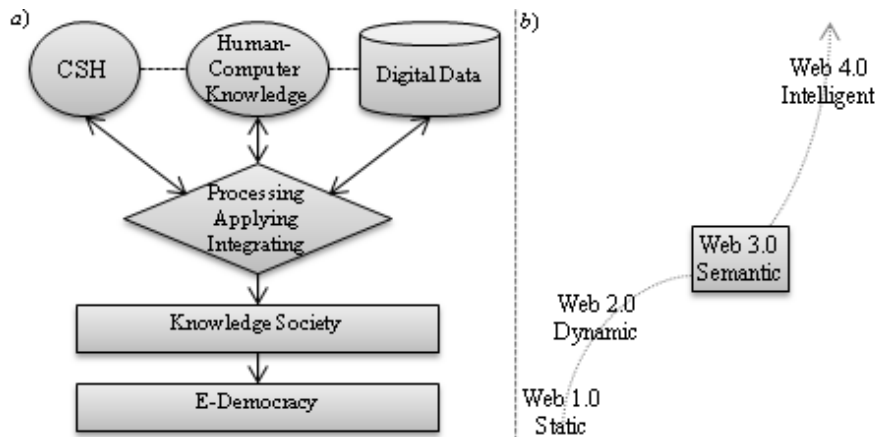 a)
CSH
Human-
Computer
Knowledge
Digital Data
Processing
Applying
Integrating
Knowledge Society
E-Democracy
b)
Web 4.0
Intelligent
Web 3.0
Semantic
Web 2.0
Dynamic
Web 1.0
Static